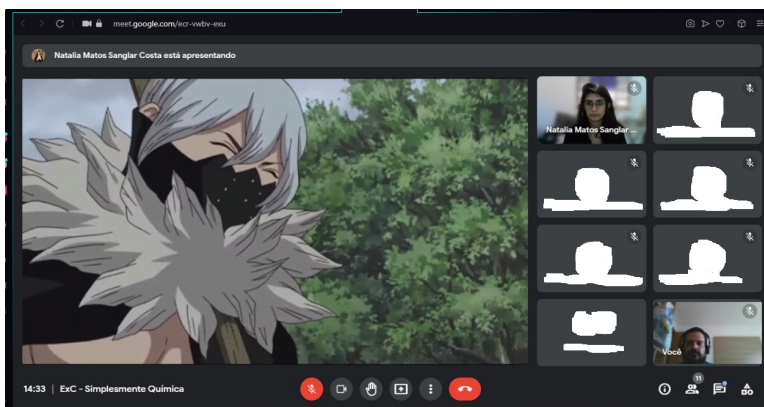 meet.google.com/ecr-vwbv-exu
Natalia Matos Sanglar Costa está apresentando
Natalia Matos Sanglar ...
Você
14:33 | ExC - Simplesmente Química
11